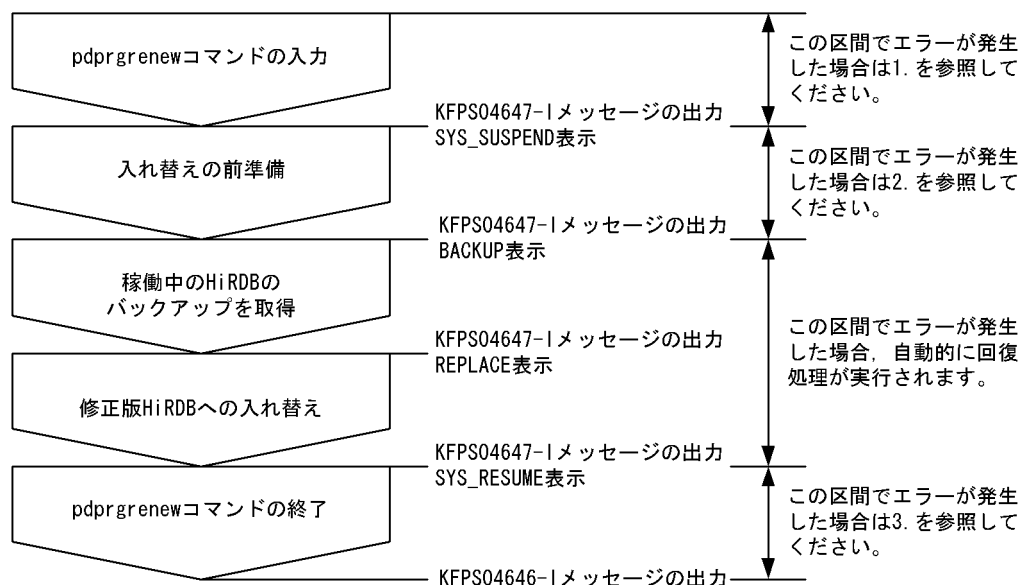 pdprgrenewコマンドの入力
この区間でエラーが発生
した場合は1. を参照して
ください。
KFPS04647-Iメッセージの出力
SYS_SUSPEND表示
入れ替えの前準備
この区間でエラーが発生
した場合は2. を参照して
ください。
KFPS04647-Iメッセージの出力
BACKUP表示
稼働中のHiRDBの
バックアップを取得
KFPS04647-Iメッセージの出力
REPLACE表示
この区間でエラーが発生
した場合，自動的に回復
処理が実行されます。
修正版HiRDBへの入れ替え
KFPS04647-Iメッセージの出力
SYS_RESUME表示
pdprgrenewコマンドの終了
この区間でエラーが発生
した場合は3. を参照して
ください。
KFPS04646-Iメッセージの出力